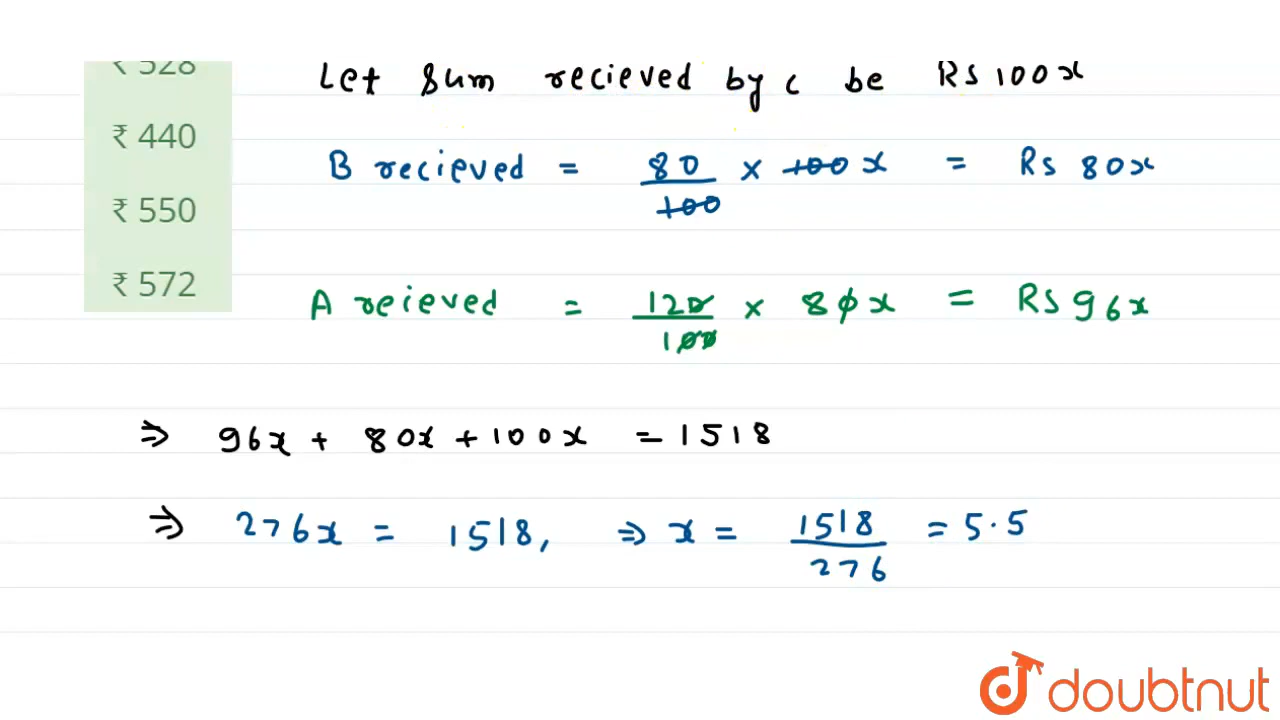 ₹ 528
Let Sum recieved by c be Rs 100x
₹ 440
B recieved = 80/100 × 100x = Rs 80x
₹ 550
₹ 572
A reieved = 120/100 × 80x = Rs 96x
⇒ 96x + 80x + 100x = 1518
⇒ 276x = 1518, ⇒ x = 1518/276 = 5.5
doubtnut